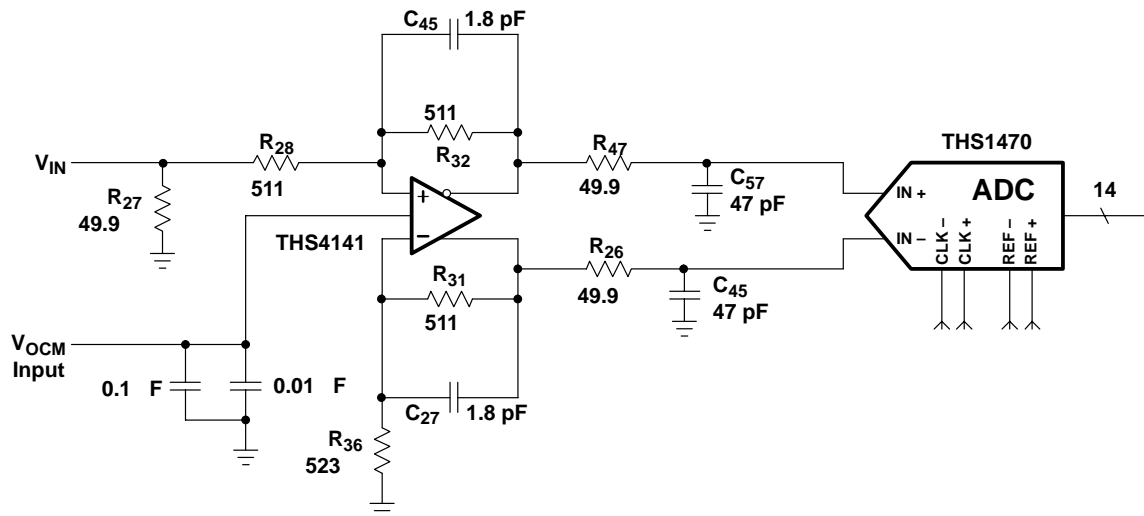 C45 1.8 pF
511
R32
VIN
R28
511
R27
49.9
+
−
THS4141
R47
49.9
C57
47 pF
THS1470
ADC
IN +
IN −
CLK −
CLK +
REF −
REF +
14
R31
511
R26
49.9
C45
47 pF
VOCM
Input
0.1 F
0.01 F
C27 1.8 pF
R36
523